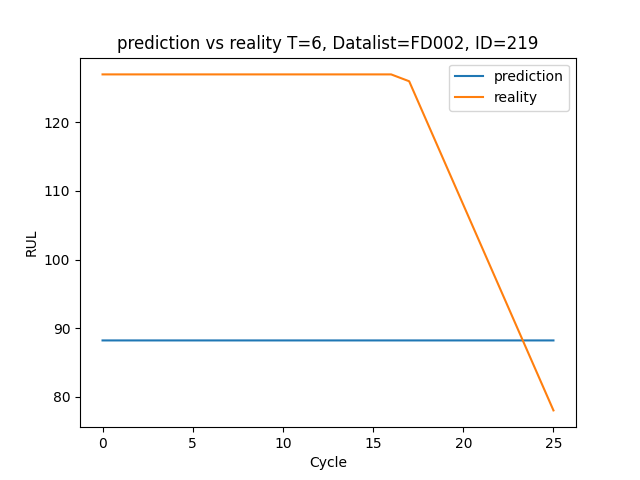 prediction vs reality T=6, Datalist=FD002, ID=219
prediction
reality
120
110
100
90
80
RUL
0 5 10 15 20 25
Cycle